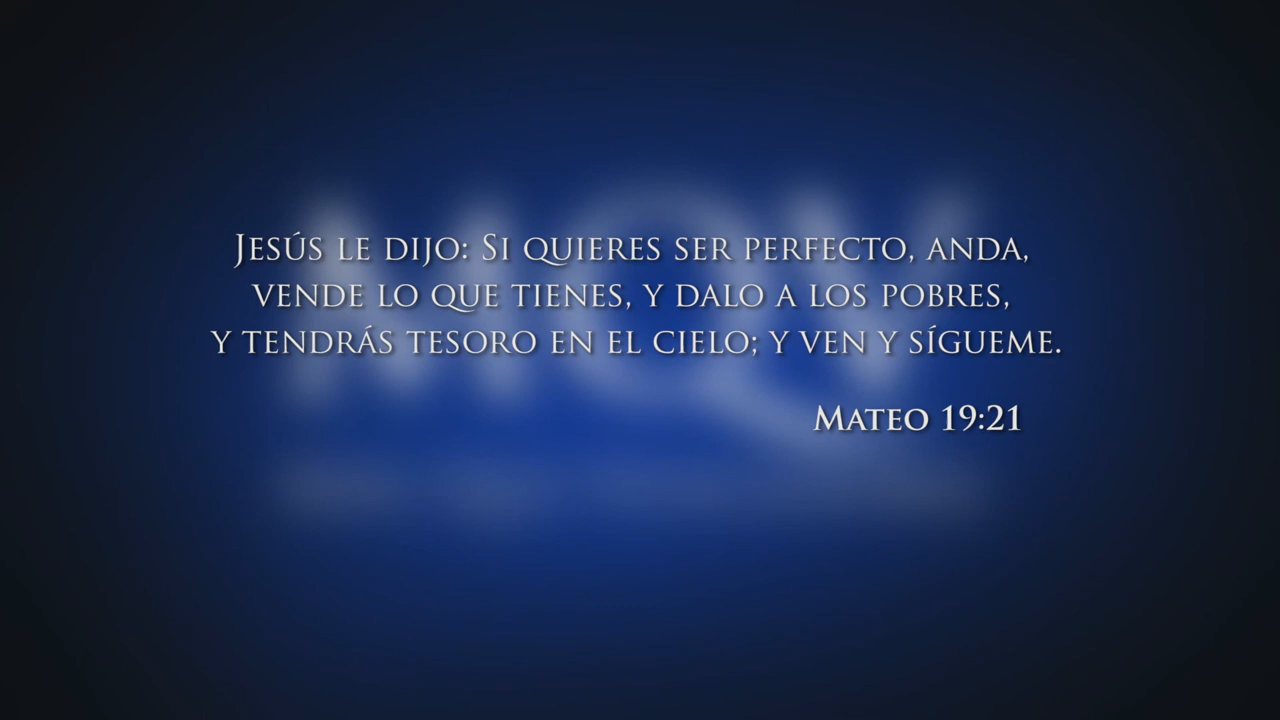 Jesús le dijo: Si quieres ser perfecto, anda,
vende lo que tienes, y dalo a los pobres,
y tendrás tesoro en el cielo; y ven y sígueme.
Mateo 19:21